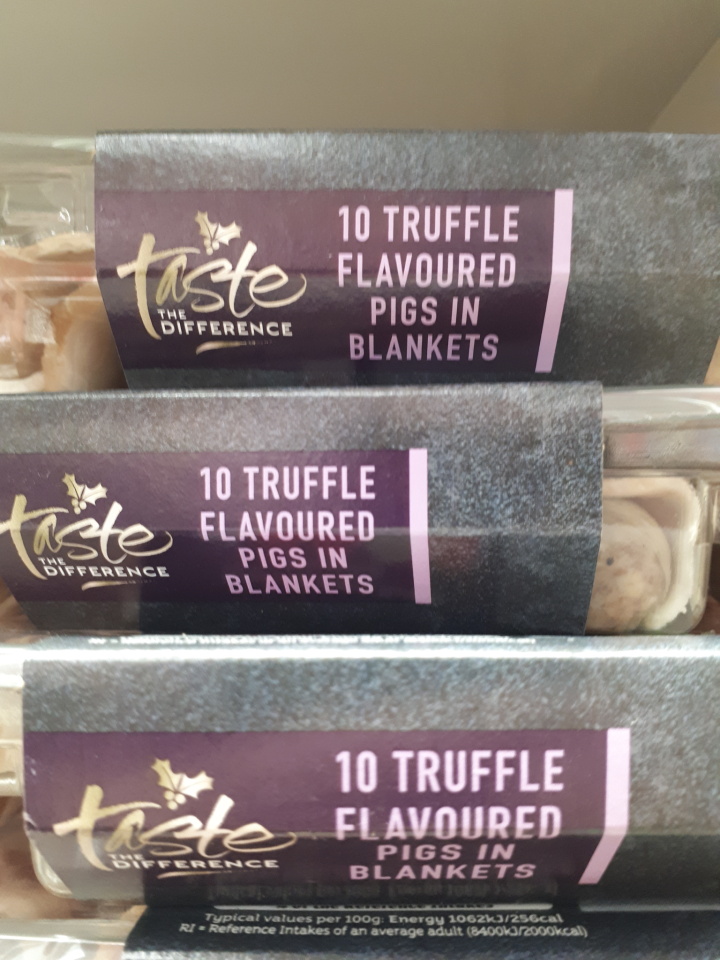 taste
THE
DIFFERENCE
10 TRUFFLE
FLAVOURED
PIGS IN
BLANKETS
taste
THE
DIFFERENCE
10 TRUFFLE
FLAVOURED
PIGS IN
BLANKETS
taste
THE
DIFFERENCE
10 TRUFFLE
FLAVOURED
PIGS IN
BLANKETS
Typical values per 100g: Energy 1062kJ/256cal
RI = Reference Intakes of an average adult (8400kJ/2000kcal)